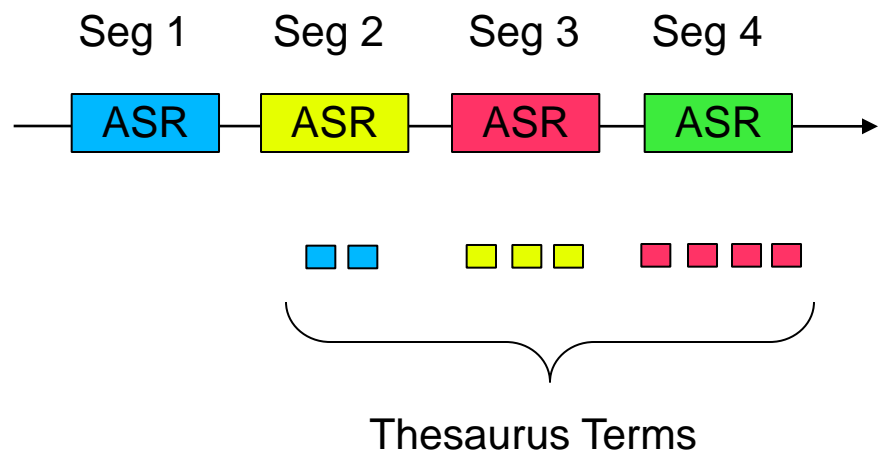 Seg 1 Seg 2 Seg 3 Seg 4
ASR ASR ASR ASR
Thesaurus Terms